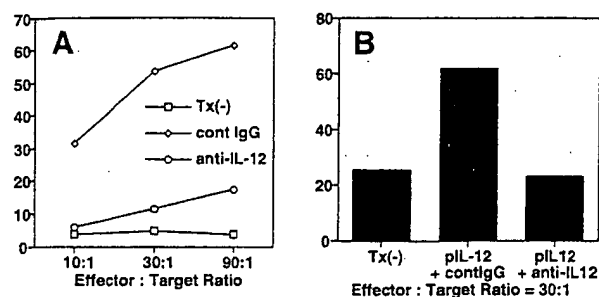 A
70
60
50
40
30
20
10
0
Tx(-)
cont IgG
anti-IL-12
10:1 30:1 90:1
Effector : Target Ratio
B
80
60
40
20
0
Tx(-) pIL-12 pIL12
+ contIgG + anti-IL12
Effector : Target Ratio = 30:1